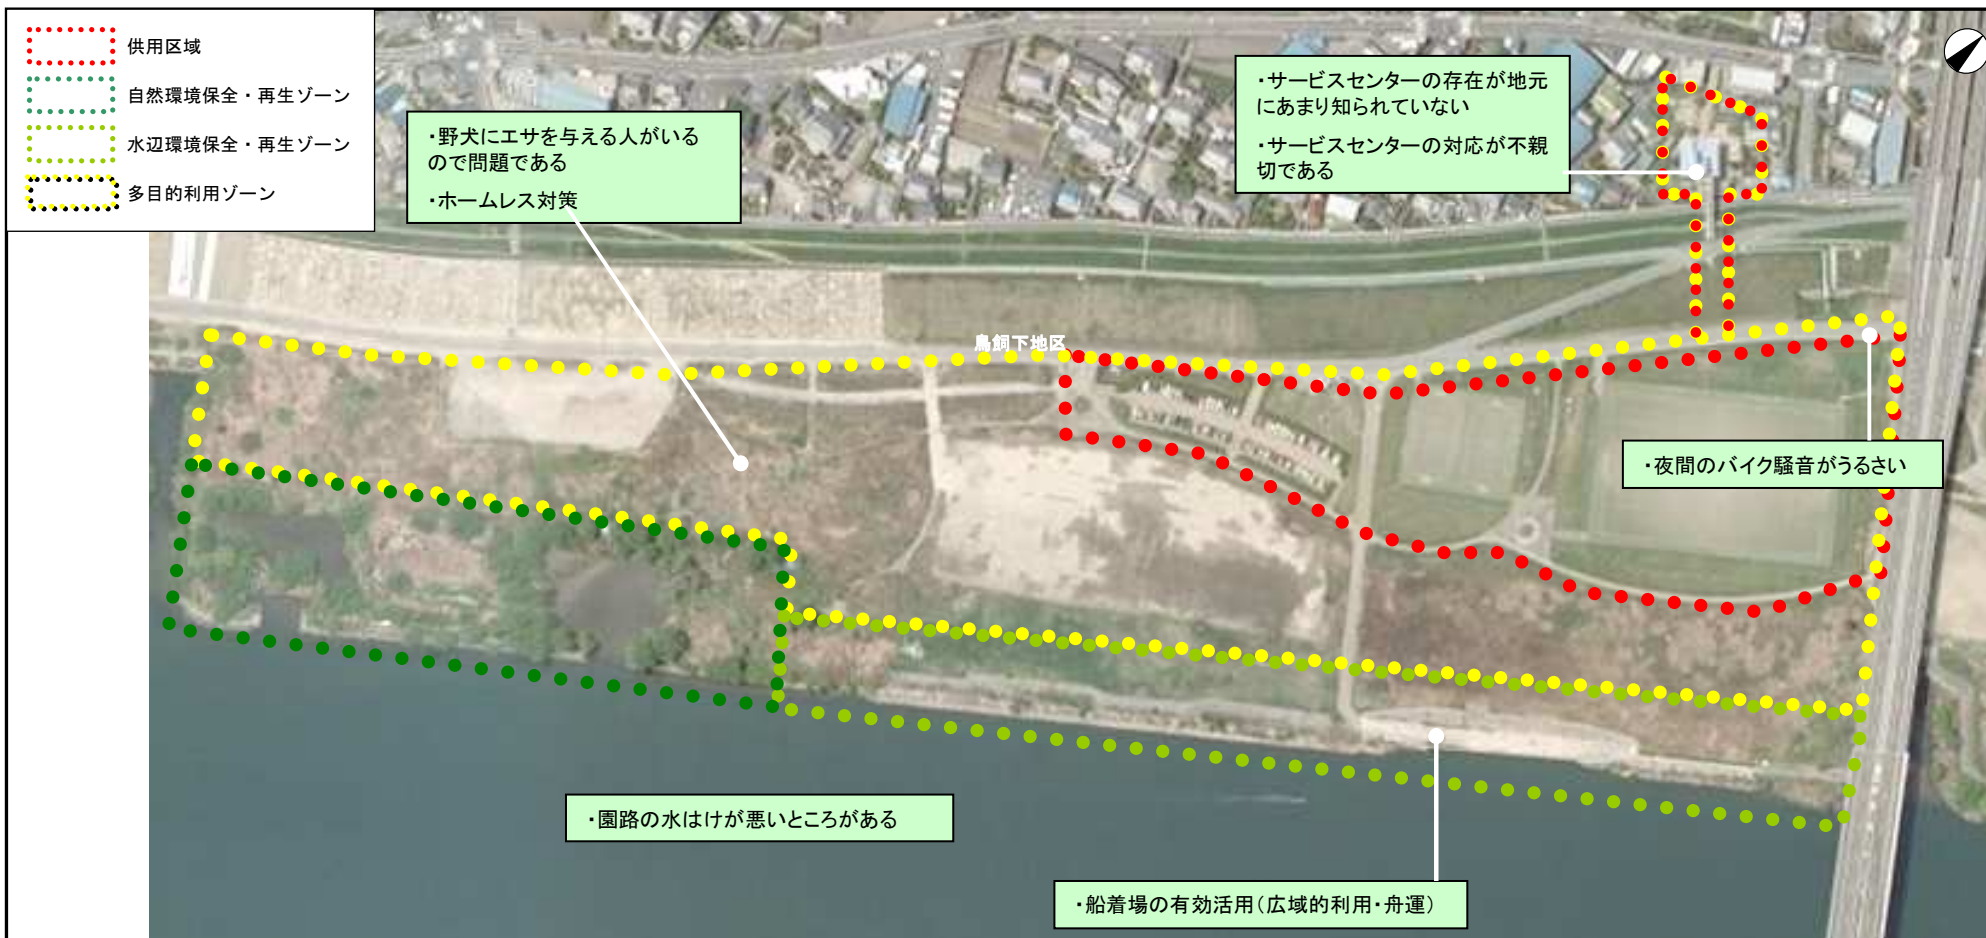 供用区域
自然環境保全・再生ゾーン
水辺環境保全・再生ゾーン
多目的利用ゾーン
・野犬にエサを与える人がいる
ので問題である
・ホームレス対策
・サービスセンターの存在が地元
にあまり知られていない
・サービスセンターの対応が不親
切である
鳥飼下地区
・夜間のバイク騒音がうるさい
・園路の水はけが悪いところがある
・船着場の有効活用(広域的利用・舟運)